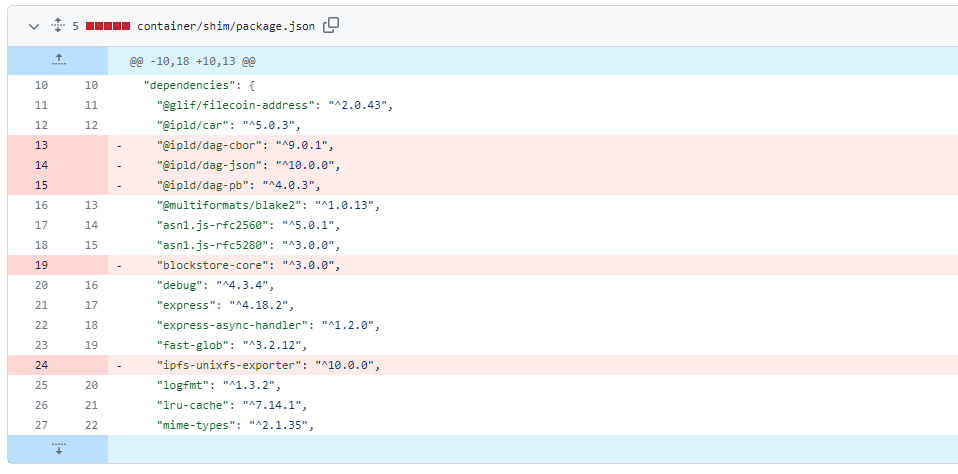 5 container/shim/package.json
@@ -10,18 +10,13 @@
10 10 "dependencies": {
11 11 "@glif/filecoin-address": "^2.0.43",
12 12 "@ipld/car": "^5.0.3",
13 - "@ipld/dag-cbor": "^9.0.1",
14 - "@ipld/dag-json": "^10.0.0",
15 - "@ipld/dag-pb": "^4.0.3",
16 13 "@multiformats/blake2": "^1.0.13",
17 14 "asn1.js-rfc2560": "^5.0.1",
18 15 "asn1.js-rfc5280": "^3.0.0",
19 - "blockstore-core": "^3.0.0",
20 16 "debug": "^4.3.4",
21 17 "express": "^4.18.2",
22 18 "express-async-handler": "^1.2.0",
23 19 "fast-glob": "^3.2.12",
24 - "ipfs-unixfs-exporter": "^10.0.0",
25 20 "logfmt": "^1.3.2",
26 21 "lru-cache": "^7.14.1",
27 22 "mime-types": "^2.1.35",